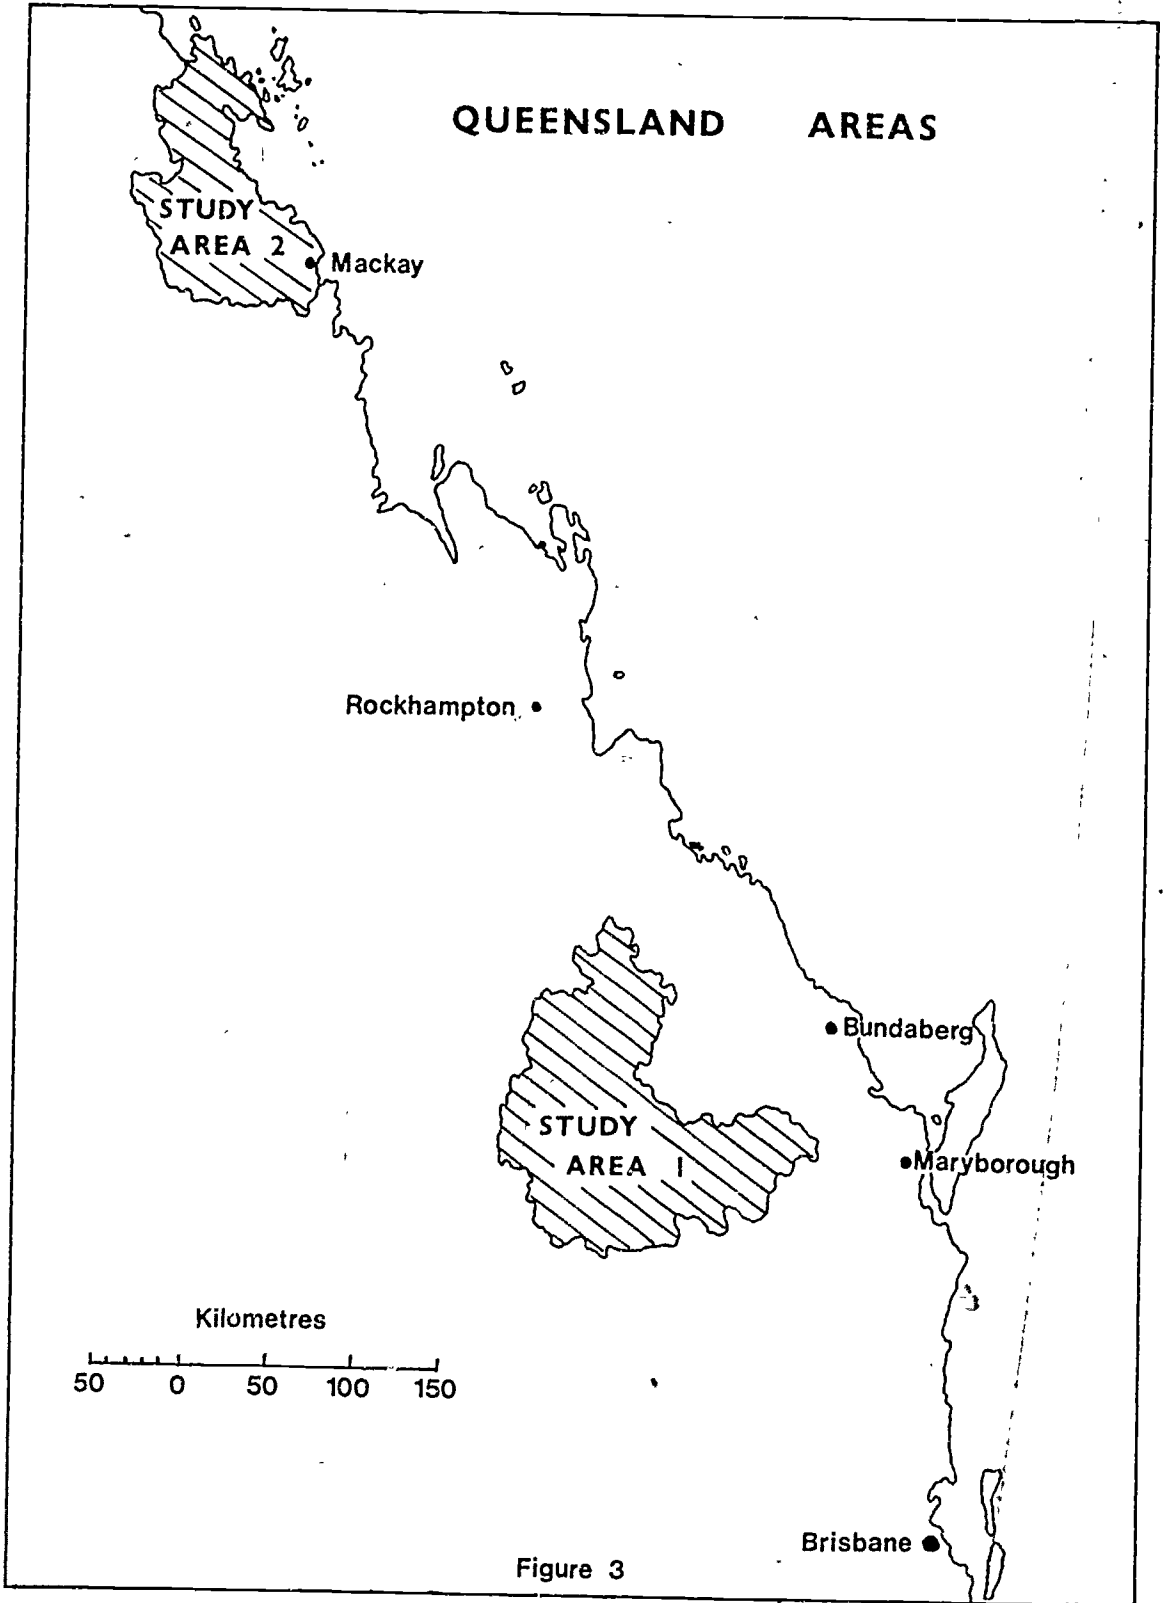 QUEENSLAND AREAS
STUDY
AREA 2
Mackay
Rockhampton
Bundaberg
STUDY
AREA 1
Maryborough
Kilometres
50 0 50 100 150
Brisbane
Figure 3